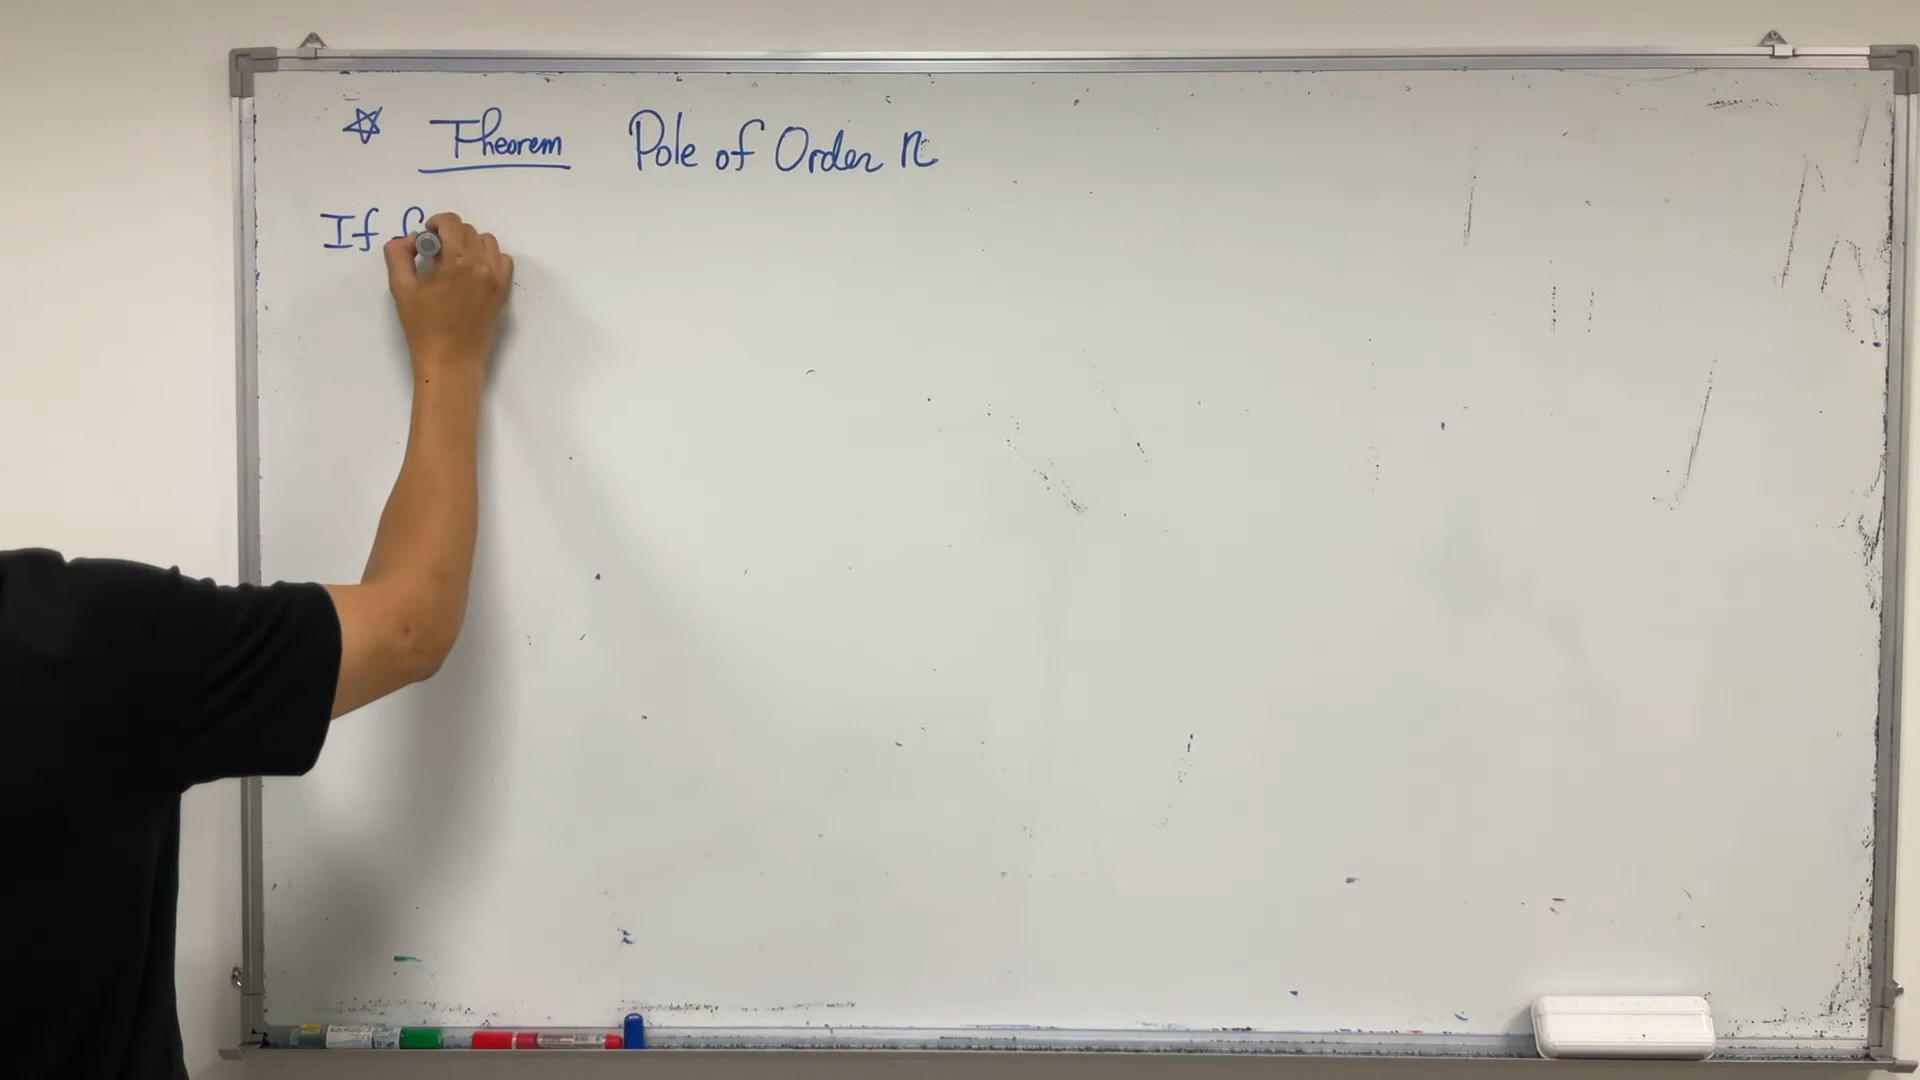 ☆ Theorem Pole of Order n
If f